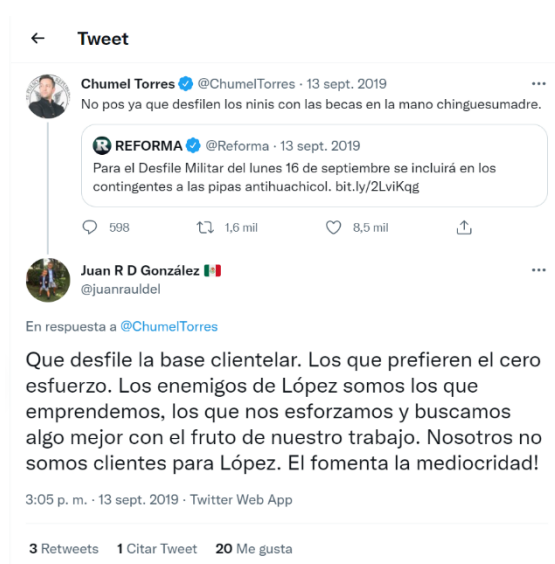 Tweet
Chumel Torres @ChumelTorres · 13 sept. 2019
No pos ya que desfilen los ninis con las becas en la mano chinguesumadre.
R REFORMA @Reforma · 13 sept. 2019
Para el Desfile Militar del lunes 16 de septiembre se incluirá en los
contingentes a las pipas antihuachicol. bit.ly/2LviKqg
598 1,6 mil 8,5 mil
Juan R D González
@juanrauldel
En respuesta a @ChumelTorres
Que desfile la base clientelar. Los que prefieren el cero
esfuerzo. Los enemigos de López somos los que
emprendemos, los que nos esforzamos y buscamos
algo mejor con el fruto de nuestro trabajo. Nosotros no
somos clientes para López. El fomenta la mediocridad!
3:05 p. m. · 13 sept. 2019 · Twitter Web App
3 Retweets 1 Citar Tweet 20 Me gusta